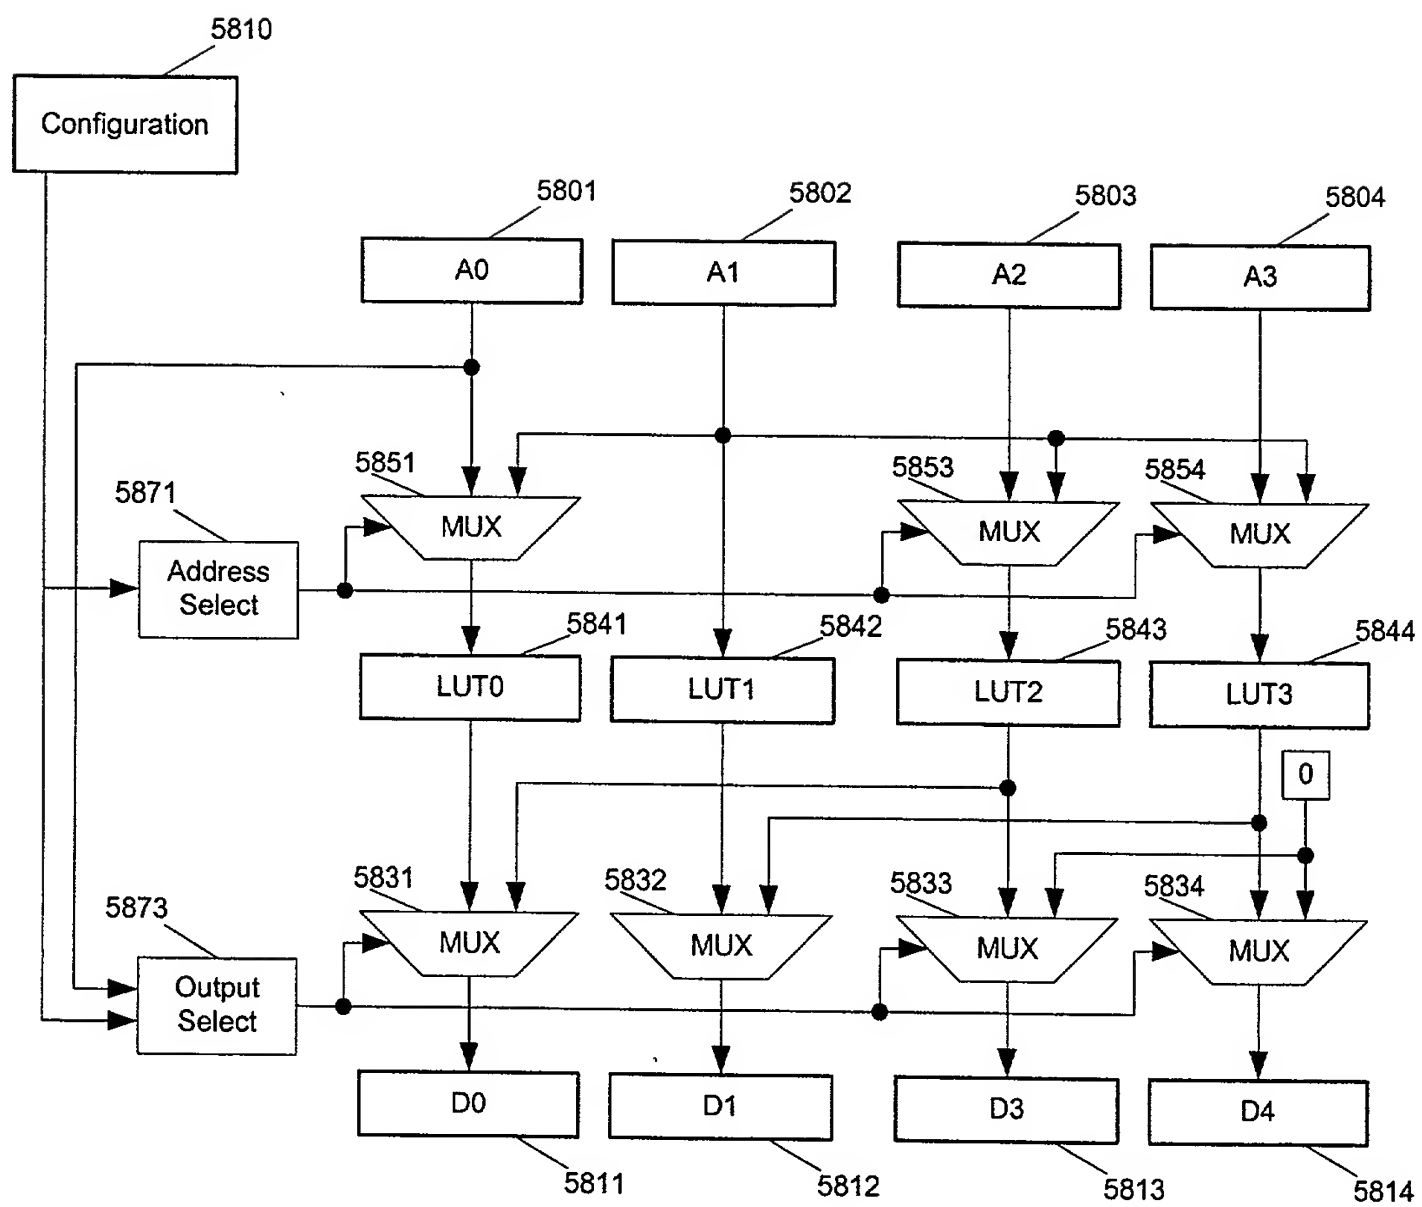 5810
Configuration
5801
5802
5803
5804
A0
A1
A2
A3
5851
5853
5854
5871
MUX
MUX
MUX
Address
Select
5841
5842
5843
5844
LUT0
LUT1
LUT2
LUT3
0
5831
5832
5833
5834
5873
MUX
MUX
MUX
MUX
Output
Select
D0
D1
D3
D4
5811
5812
5813
5814